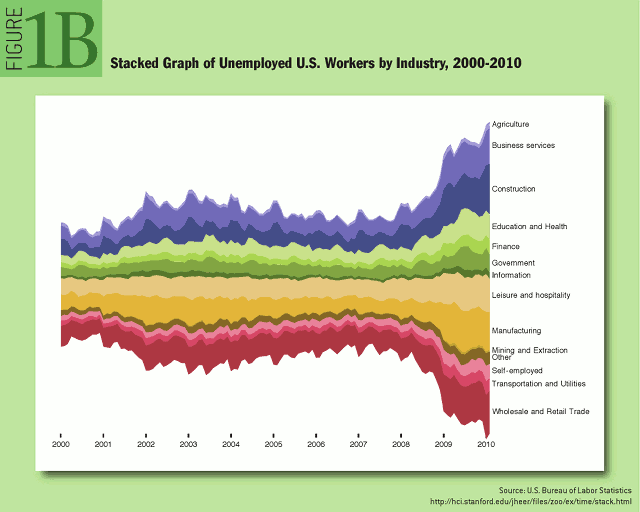 FIGURE
1B
Stacked Graph of Unemployed U.S. Workers by Industry, 2000-2010
Agriculture
Business services
Construction
Education and Health
Finance
Government
Information
Leisure and hospitality
Manufacturing
Mining and Extraction
Other
Self-employed
Transportation and Utilities
Wholesale and Retail Trade
2000 2001 2002 2003 2004 2005 2006 2007 2008 2009 2010
Source: U.S. Bureau of Labor Statistics
http://hci.stanford.edu/jheer/files/zoo/ex/time/stack.html